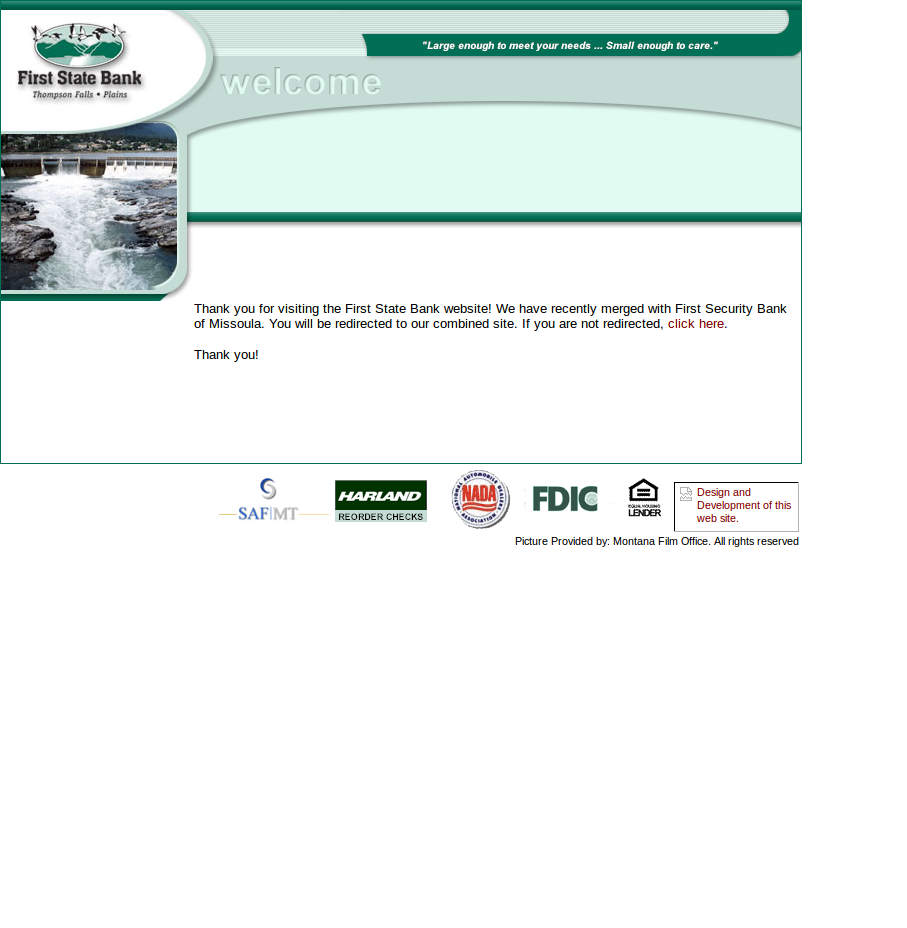 "Large enough to meet your needs ... Small enough to care."
First State Bank
Thompson Falls • Plains
welcome
Thank you for visiting the First State Bank website! We have recently merged with First Security Bank
of Missoula. You will be redirected to our combined site. If you are not redirected, click here.
Thank you!
SAF|MT
HARLAND
REORDER CHECKS
NATIONAL AUTOMOBILE DEALERS
NADA
ASSOCIATION
FDIC
EQUAL HOUSING
LENDER
Design and
Development of this
web site.
Picture Provided by: Montana Film Office. All rights reserved